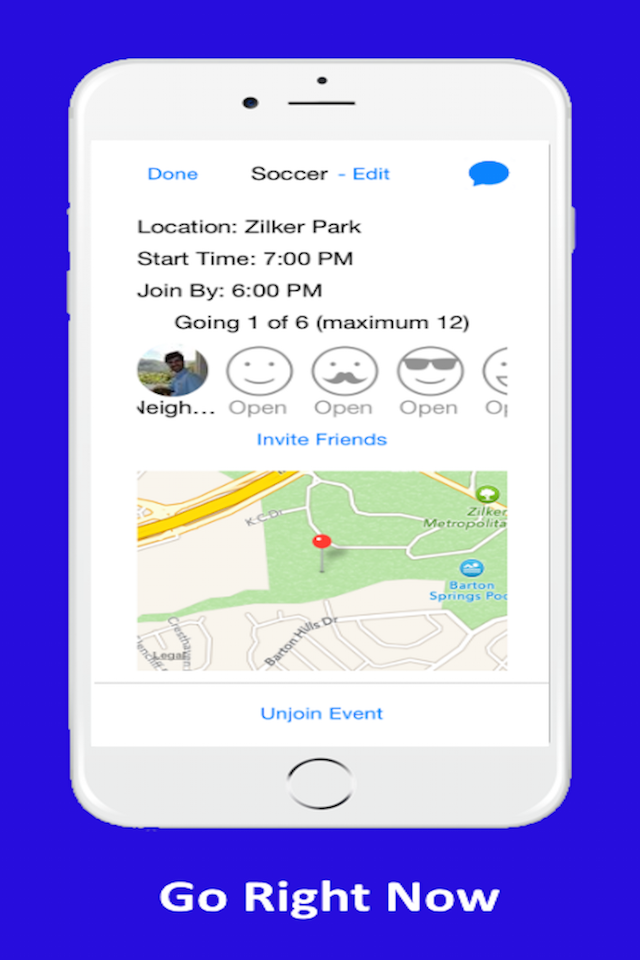 Done Soccer - Edit
Location: Zilker Park
Start Time: 7:00 PM
Join By: 6:00 PM
Going 1 of 6 (maximum 12)
Neigh... Open Open Open Op
Invite Friends
K C Dr
Zilker
Metropolita
Barton
Springs Poo
Barton Hills Dr
Legal
Unjoin Event
Go Right Now